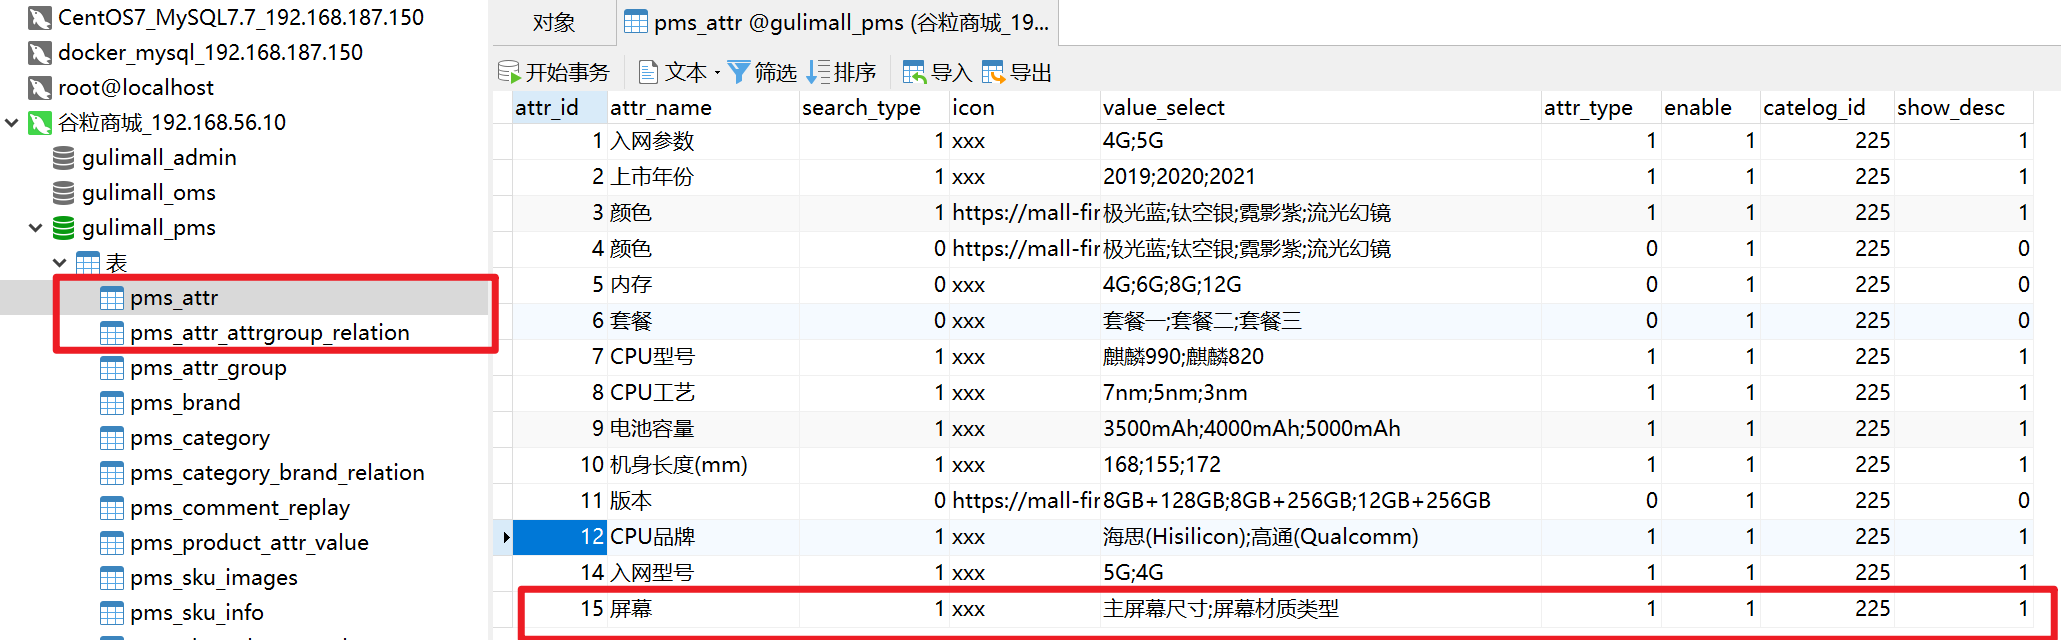 CentOS7_MySQL7.7_192.168.187.150
docker_mysql_192.168.187.150
root@localhost
谷粒商城_192.168.56.10
gulimall_admin
gulimall_oms
gulimall_pms
表
pms_attr
pms_attr_attrgroup_relation
pms_attr_group
pms_brand
pms_category
pms_category_brand_relation
pms_comment_replay
pms_product_attr_value
pms_sku_images
pms_sku_info
对象 pms_attr @gulimall_pms (谷粒商城_19...
开始事务 文本 筛选 排序 导入 导出
attr_id attr_name search_type icon value_select attr_type enable catelog_id show_desc
1 入网参数 1 xxx 4G;5G 1 1 225 1
2 上市年份 1 xxx 2019;2020;2021 1 1 225 1
3 颜色 1 https://mall-fir 极光蓝;钛空银;霓影紫;流光幻镜 1 1 225 1
4 颜色 0 https://mall-fir 极光蓝;钛空银;霓影紫;流光幻镜 0 1 225 0
5 内存 0 xxx 4G;6G;8G;12G 0 1 225 0
6 套餐 0 xxx 套餐一;套餐二;套餐三 0 1 225 0
7 CPU型号 1 xxx 麒麟990;麒麟820 1 1 225 1
8 CPU工艺 1 xxx 7nm;5nm;3nm 1 1 225 1
9 电池容量 1 xxx 3500mAh;4000mAh;5000mAh 1 1 225 1
10 机身长度(mm) 1 xxx 168;155;172 1 1 225 1
11 版本 0 https://mall-fir 8GB+128GB;8GB+256GB;12GB+256GB 0 1 225 0
12 CPU品牌 1 xxx 海思(Hisilicon);高通(Qualcomm) 1 1 225 1
14 入网型号 1 xxx 5G;4G 1 1 225 1
15 屏幕 1 xxx 主屏幕尺寸;屏幕材质类型 1 1 225 1